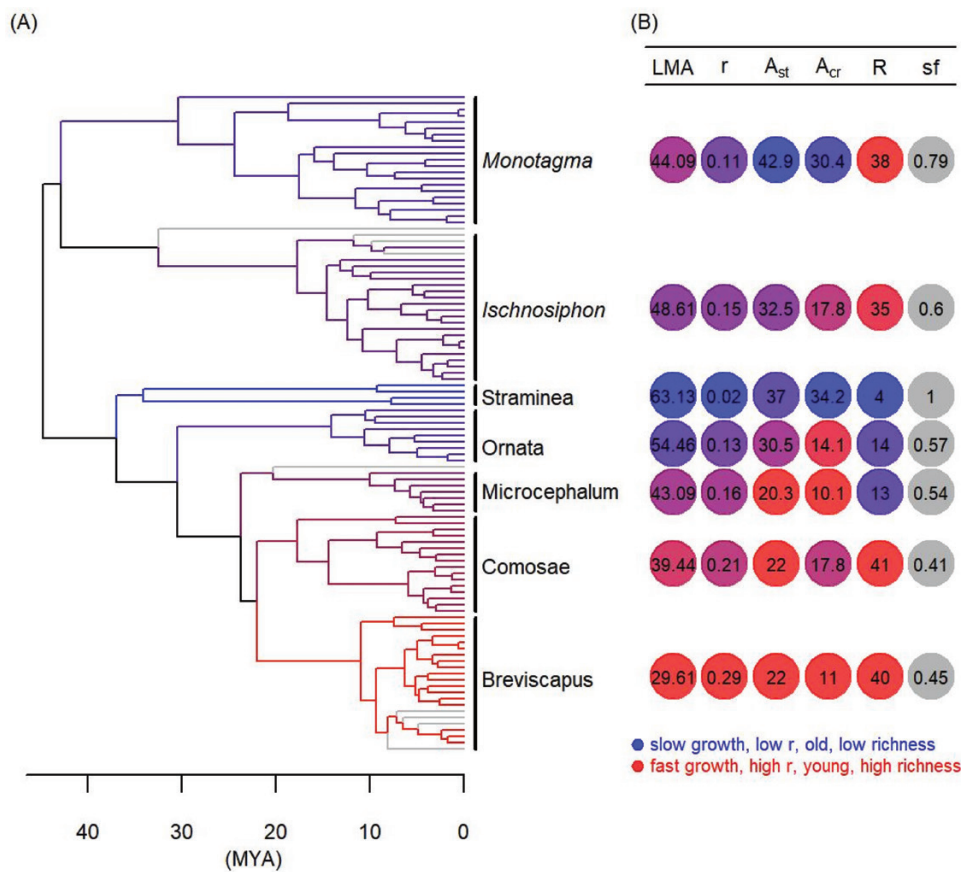 (A)
(B)
LMA r A_st A_cr R sf
Monotagma 44.09 0.11 42.9 30.4 38 0.79
Ischnosiphon 48.61 0.15 32.5 17.8 35 0.6
Straminea 63.13 0.02 37 34.2 4 1
Ornata 54.46 0.13 30.5 14.1 14 0.57
Microcephalum 43.09 0.16 20.3 10.1 13 0.54
Comosae 39.44 0.21 22 17.8 41 0.41
Breviscapus 29.61 0.29 22 11 40 0.45
slow growth, low r, old, low richness
fast growth, high r, young, high richness
40 30 20 10 0
(MYA)